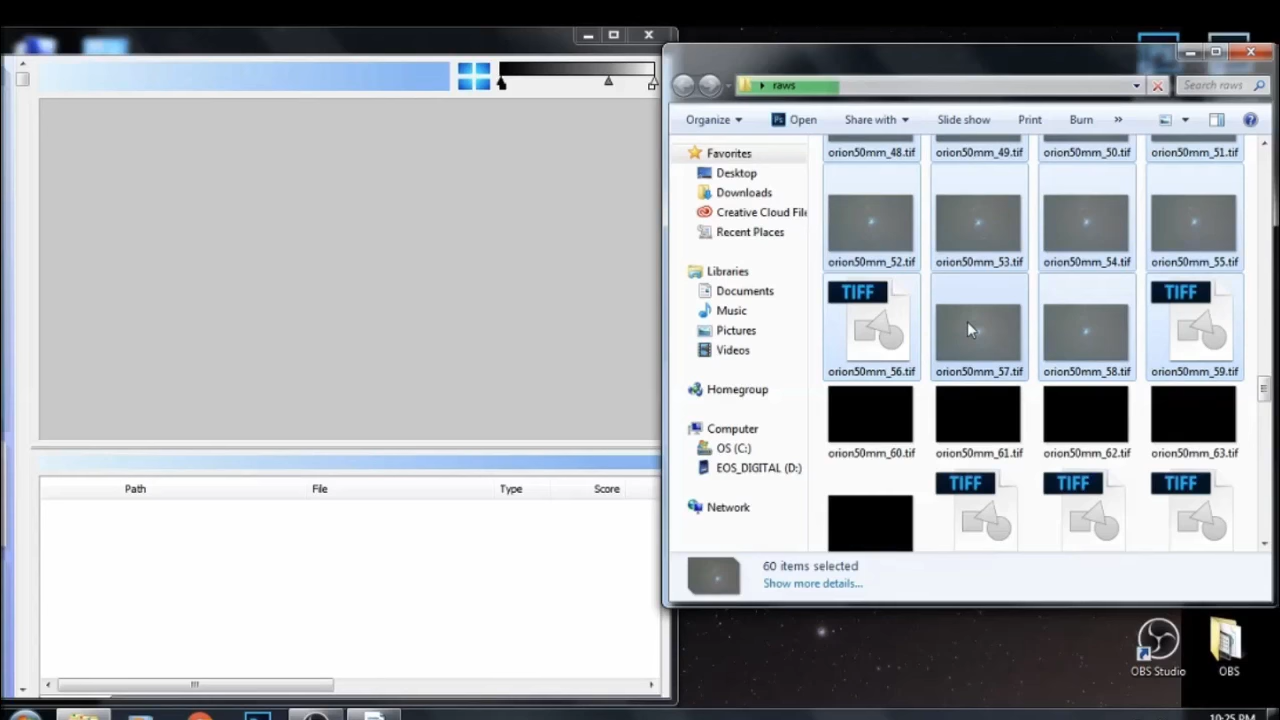 raws
Search raws
Organize
Ps Open
Share with
Slide show
Print
Burn
»
Favorites
Desktop
Downloads
Creative Cloud File
Recent Places
Libraries
Documents
Music
Pictures
Videos
Homegroup
Computer
OS (C:)
EOS_DIGITAL (D:)
Network
orion50mm_48.tif
orion50mm_49.tif
orion50mm_50.tif
orion50mm_51.tif
orion50mm_52.tif
orion50mm_53.tif
orion50mm_54.tif
orion50mm_55.tif
TIFF
TIFF
orion50mm_56.tif
orion50mm_57.tif
orion50mm_58.tif
orion50mm_59.tif
orion50mm_60.tif
orion50mm_61.tif
orion50mm_62.tif
orion50mm_63.tif
TIFF
TIFF
TIFF
60 items selected
Show more details...
Path
File
Type
Score
OBS Studio
OBS
10:25 PM